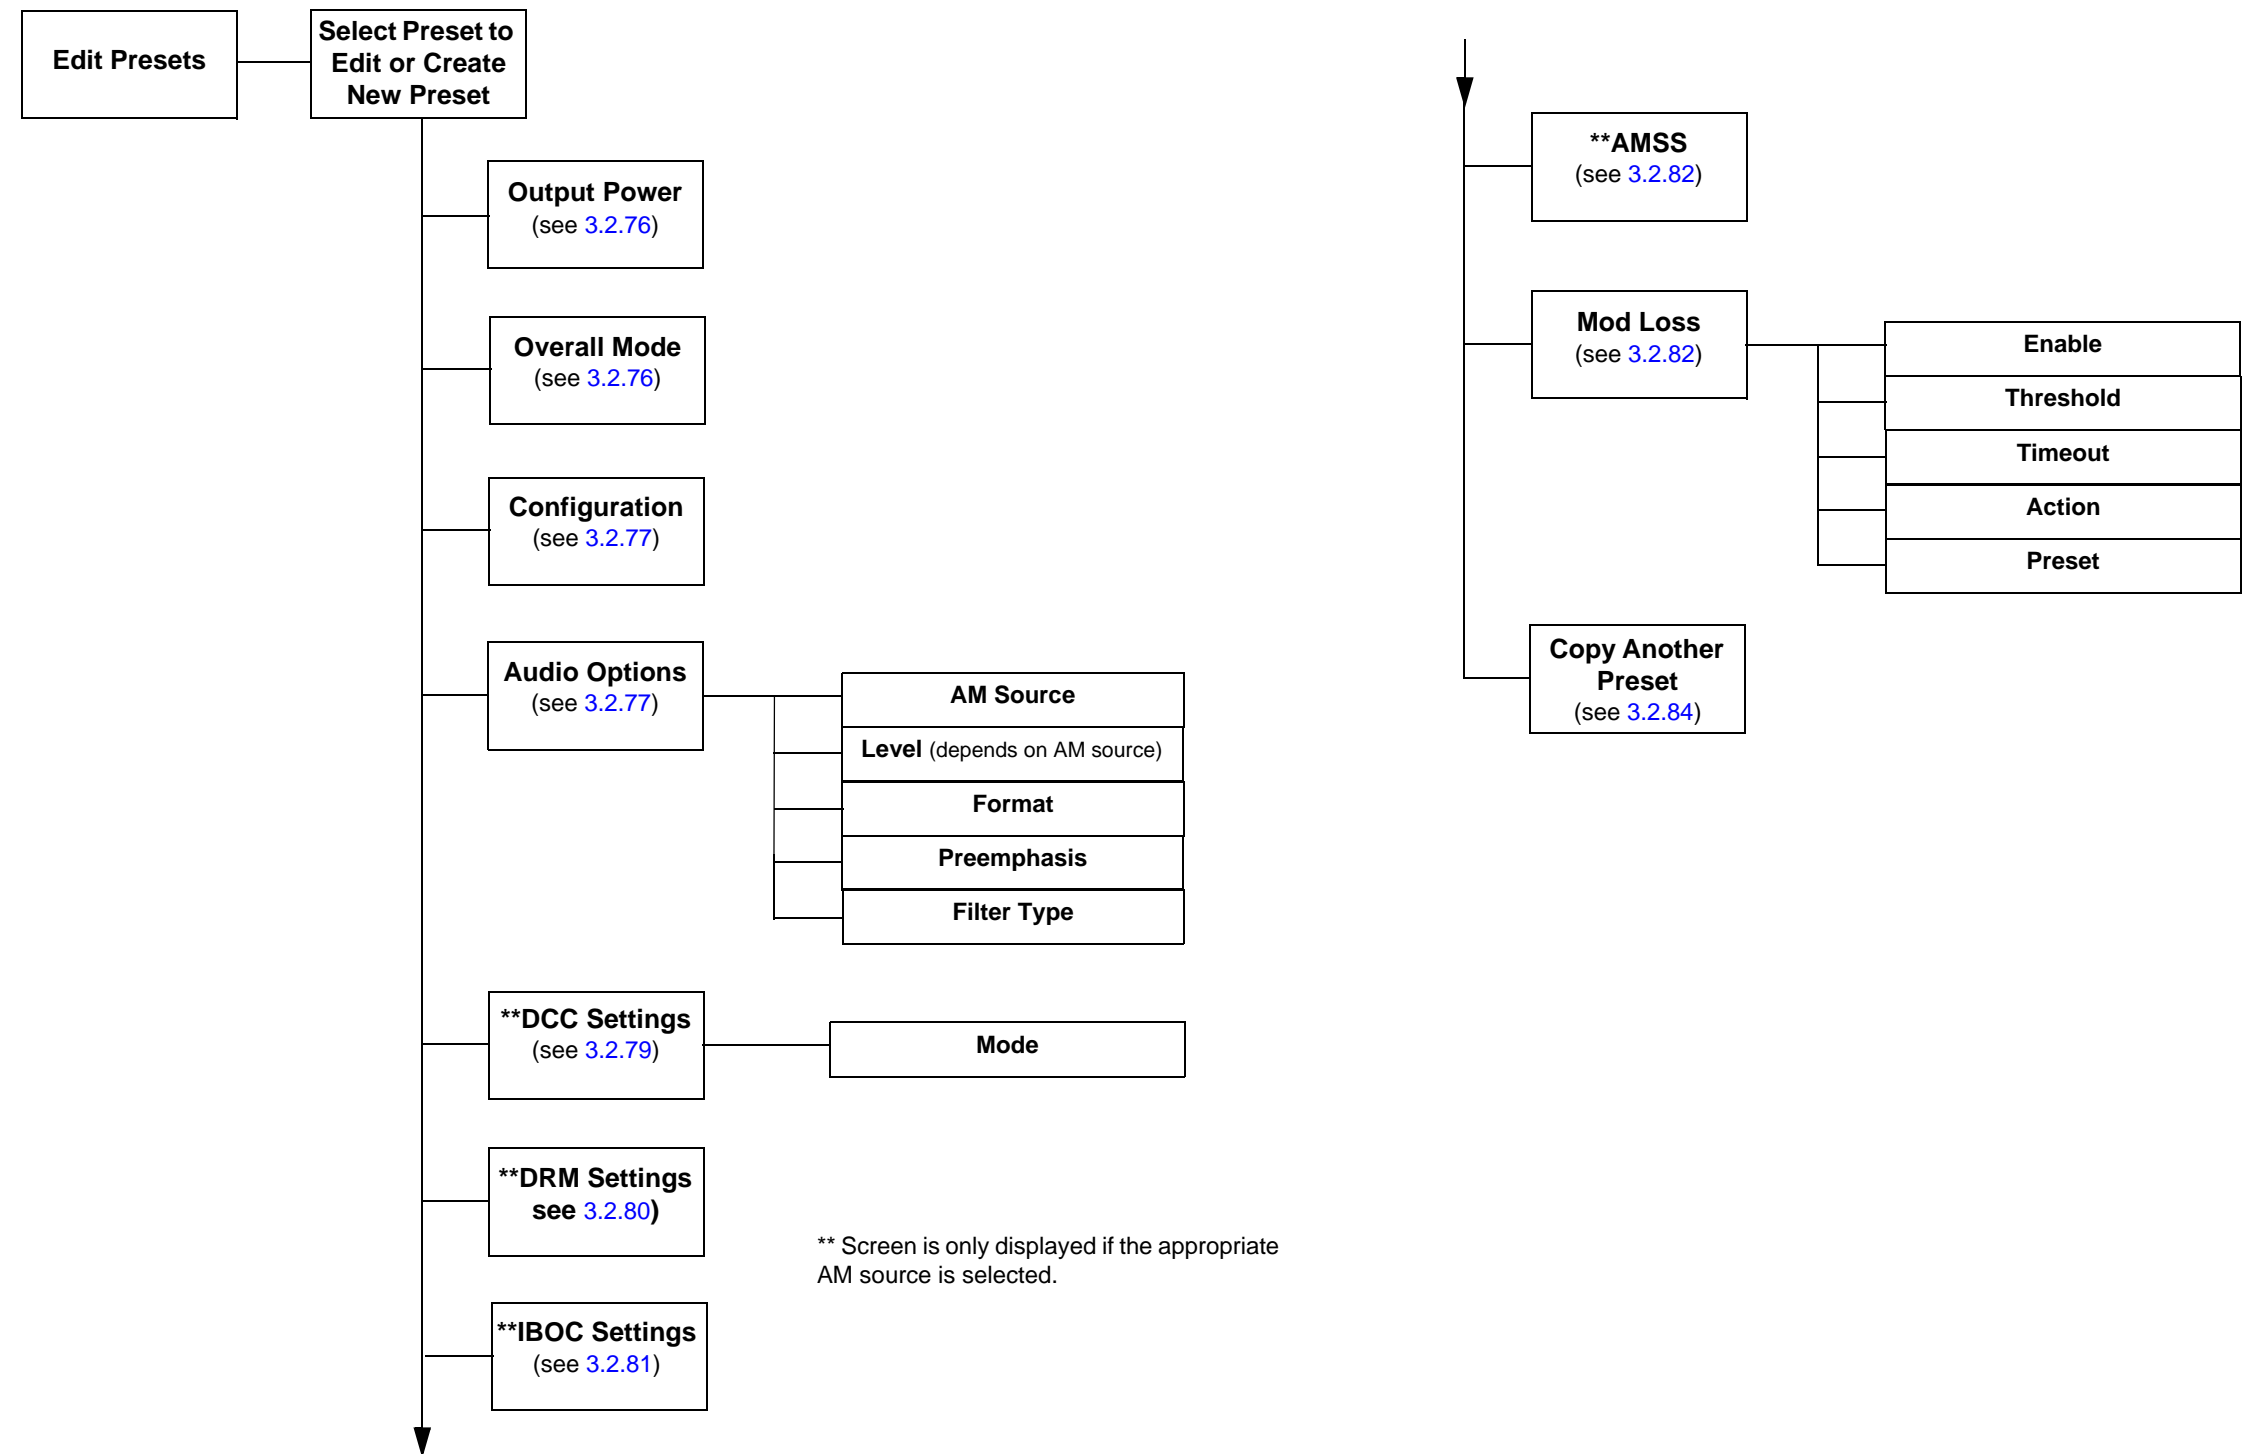 Edit Presets
Select Preset to
Edit or Create
New Preset
Output Power
(see 3.2.76)
Overall Mode
(see 3.2.76)
Configuration
(see 3.2.77)
Audio Options
(see 3.2.77)
AM Source
Level (depends on AM source)
Format
Preemphasis
Filter Type
**DCC Settings
(see 3.2.79)
Mode
**DRM Settings
see 3.2.80)
** Screen is only displayed if the appropriate
AM source is selected.
**IBOC Settings
(see 3.2.81)
**AMSS
(see 3.2.82)
Mod Loss
(see 3.2.82)
Enable
Threshold
Timeout
Action
Preset
Copy Another
Preset
(see 3.2.84)